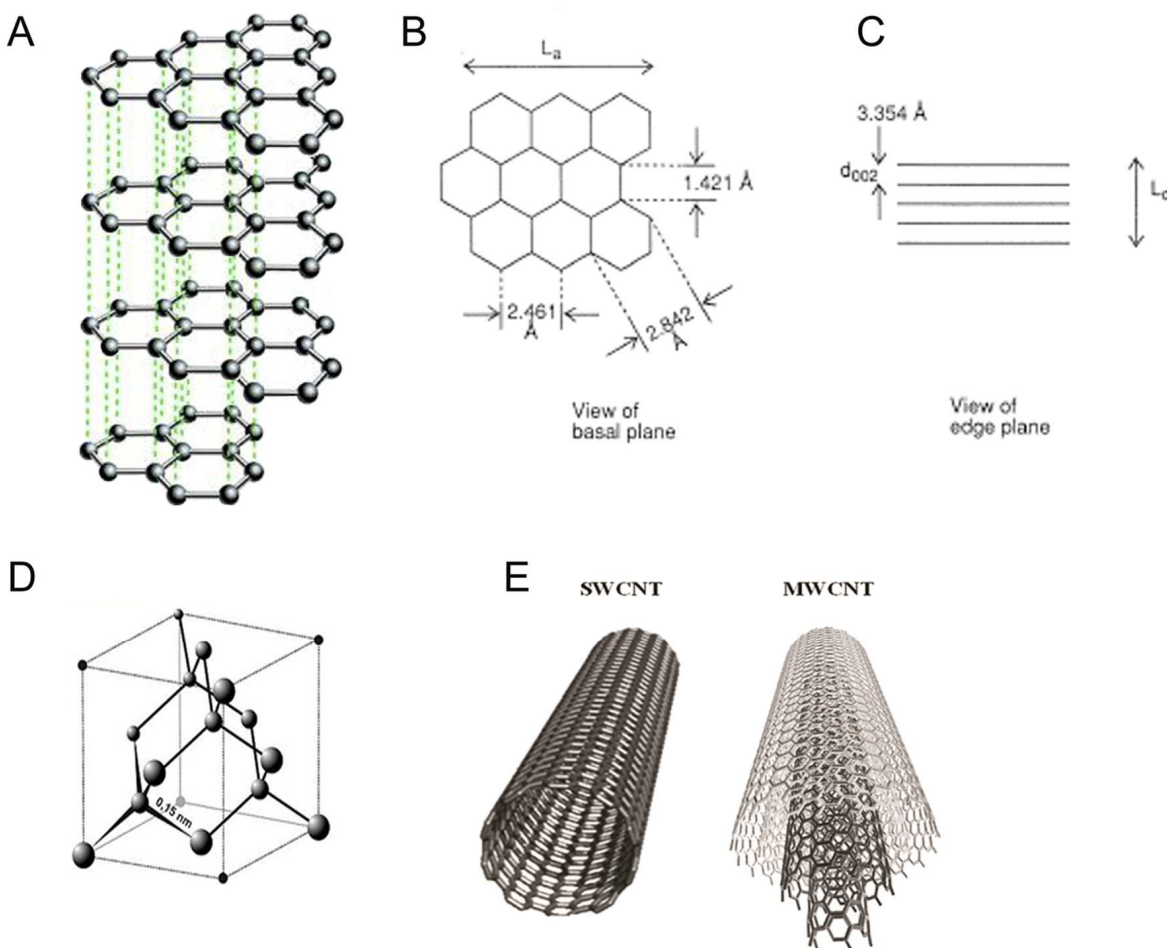 A
B
C
Lₐ
1.421 Å
2.461
Å
2.842
Å
View of
basal plane
3.354 Å
d₀₀₂
L꜀
View of
edge plane
D
0,15 nm
E
SWCNT
MWCNT